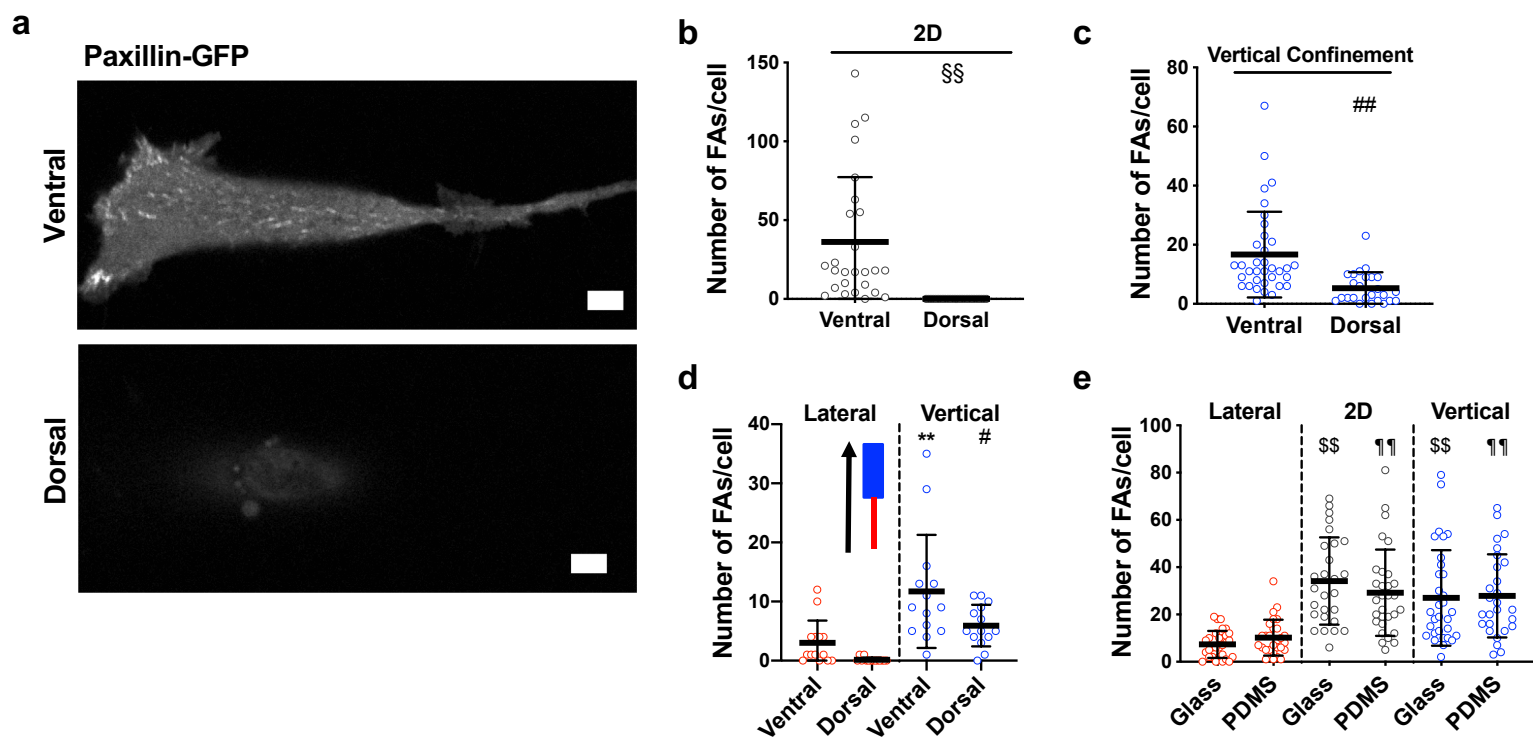 a
Paxillin-GFP
Ventral
Dorsal
b
2D
§§
Number of FAs/cell
150
100
50
0
Ventral Dorsal
c
Vertical Confinement
##
Number of FAs/cell
80
60
40
20
0
Ventral Dorsal
d
Lateral Vertical
** #
Number of FAs/cell
40
30
20
10
0
Ventral Dorsal Ventral Dorsal
e
Lateral 2D Vertical
$$ ¶¶ $$ ¶¶
Number of FAs/cell
100
80
60
40
20
0
Glass PDMS Glass PDMS Glass PDMS